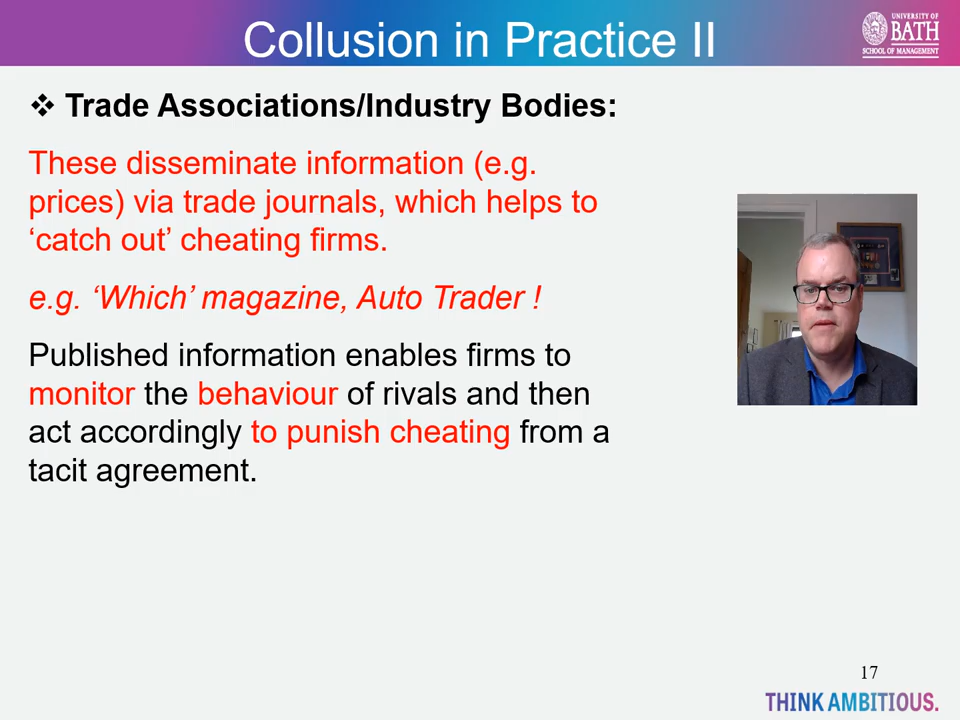 Collusion in Practice II
UNIVERSITY OF
BATH
SCHOOL OF MANAGEMENT
❖ Trade Associations/Industry Bodies:
These disseminate information (e.g.
prices) via trade journals, which helps to
‘catch out’ cheating firms.
e.g. ‘Which’ magazine, Auto Trader !
Published information enables firms to
monitor the behaviour of rivals and then
act accordingly to punish cheating from a
tacit agreement.
17
THINK AMBITIOUS.